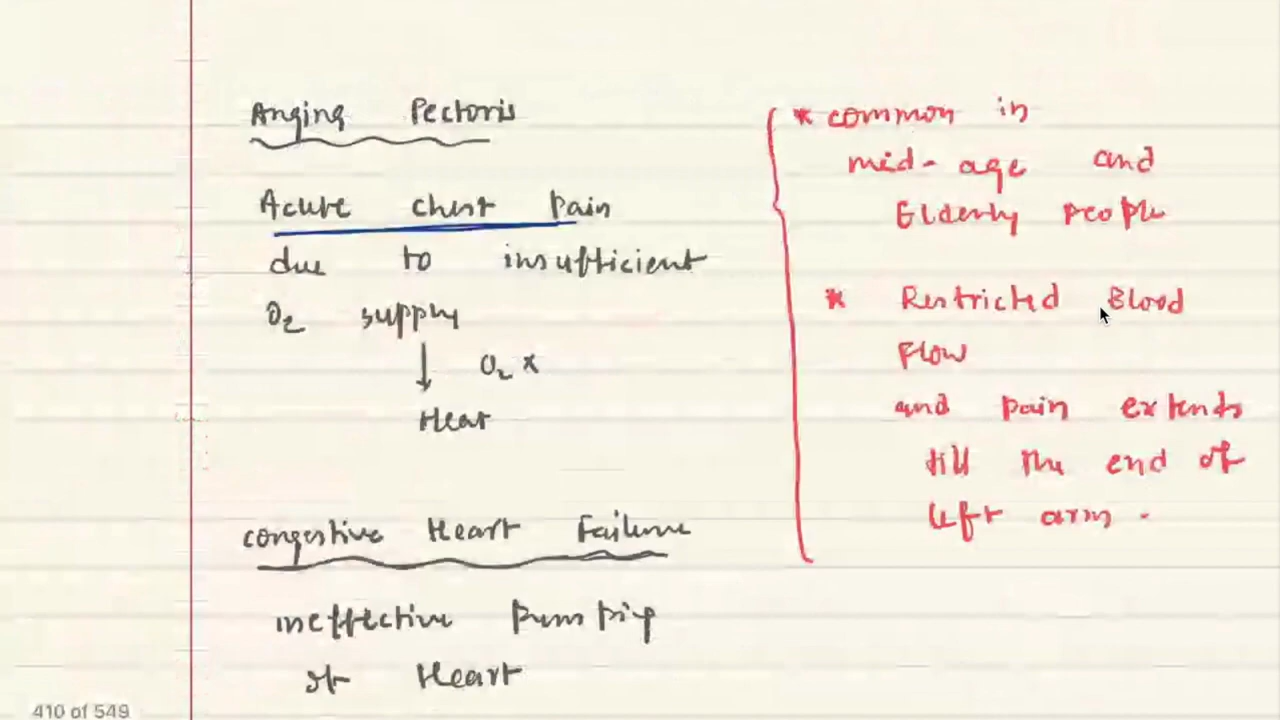 Anging Pectoris
Acute chest Pain
due to insufficient
O2 supply
↓ O2 x
Heart
congestive Heart Failure
ineffective Pumping
of Heart
* common in
mid-age and
Elderly people
* Restricted Blood
Flow
and pain extends
till the end of
left arm.
410 of 549